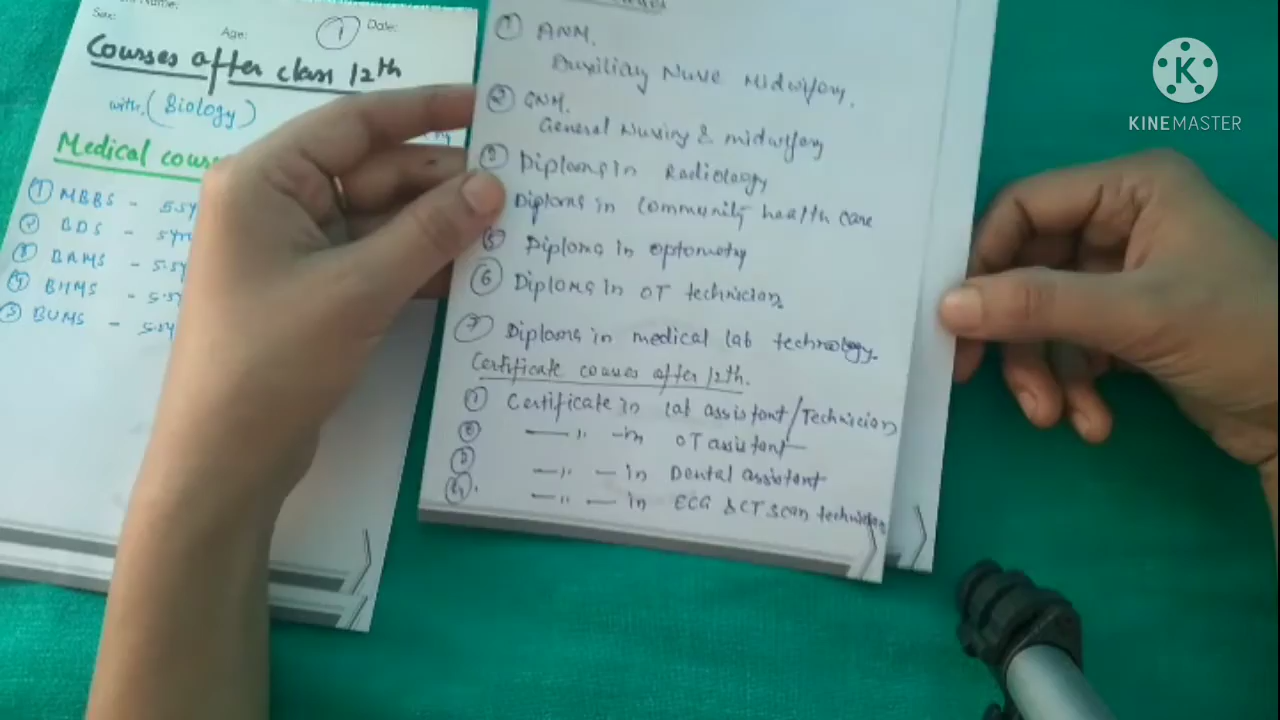 Name:
Sex:
Age:
① Date:
Courses after class 12th
with (Biology)
Medical cour
① MBBS - 5.5y
② BDS - 5yr
③ BAMS - 5.5y
④ BHMS - 5.5y
⑤ BUMS - 5.5y
① ANM.
Auxiliary Nurse Midwifery.
② GNM.
General Nursing & midwifery
③ Diploma in Radiology
Diploma in Community health care
⑤ Diploma in optometry
⑥ Diploma in OT technician
⑦ Diploma in medical lab technology.
Certificate courses after 12th.
① Certificate in lab assistant/Technician
② —〃 —in OT assistant
③ —〃— in Dental assistant
④. —〃— in ECG & CT Scan technician
KINEMASTER